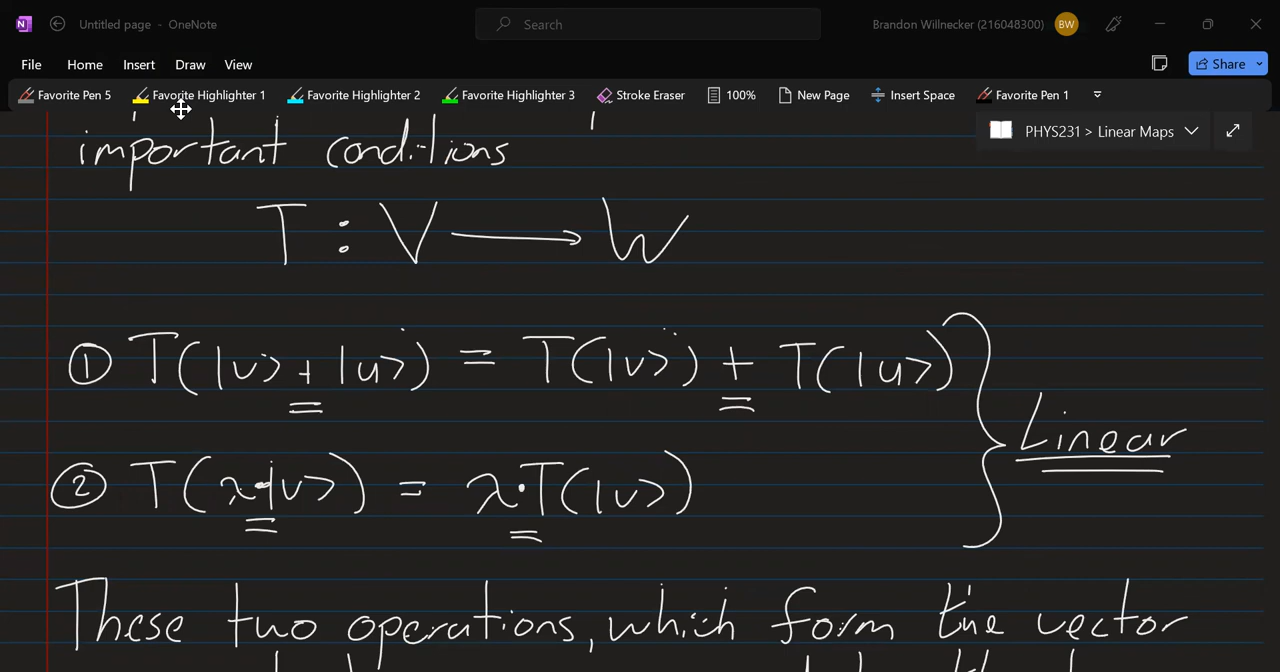 Untitled page - OneNote
Search
Brandon Willnecker (216048300) BW
File Home Insert Draw View
Share
Favorite Pen 5 Favorite Highlighter 1 Favorite Highlighter 2 Favorite Highlighter 3 Stroke Eraser 100% New Page Insert Space Favorite Pen 1
PHYS231 > Linear Maps
important conditions
T : V → W
① T(|v> + |u>) = T(|v>) + T(|u>)
Linear
② T(λ·|v>) = λ·T(|v>)
These two operations, which form the vector